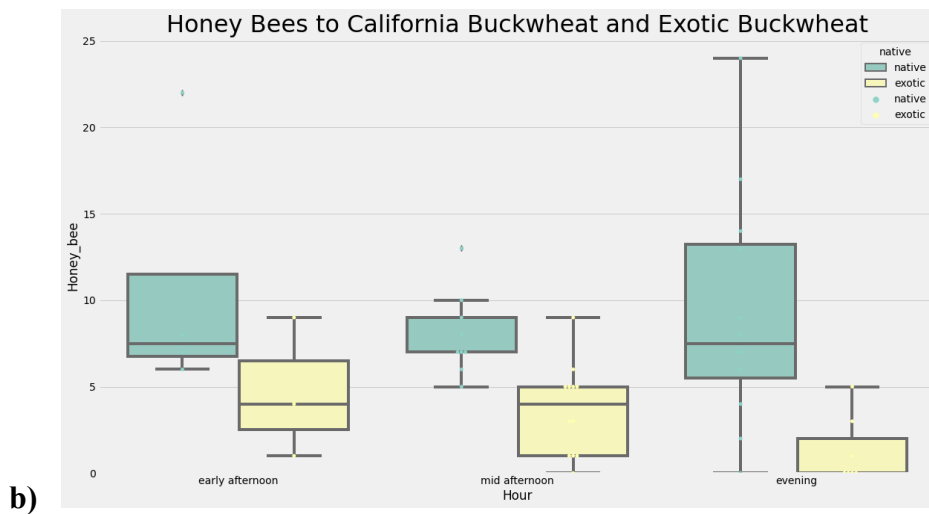 Honey Bees to California Buckwheat and Exotic Buckwheat
25
20
15
10
5
0
Honey_bee
native
native
exotic
native
exotic
early afternoon
mid afternoon
evening
Hour
b)